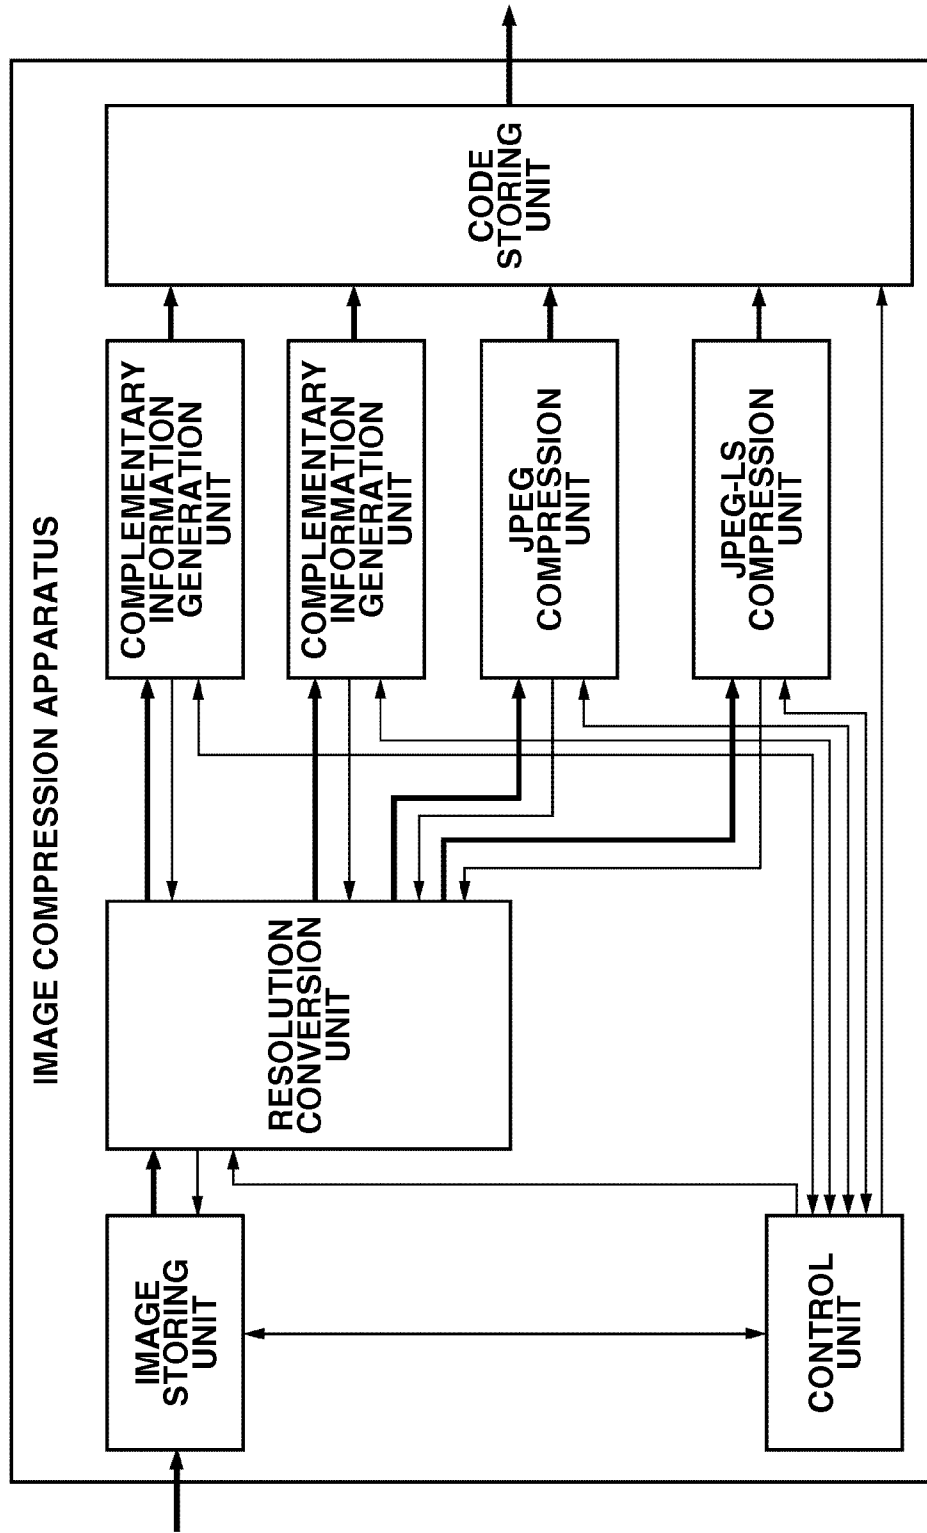 IMAGE COMPRESSION APPARATUS
IMAGE
STORING
UNIT
RESOLUTION
CONVERSION
UNIT
COMPLEMENTARY
INFORMATION
GENERATION
UNIT
COMPLEMENTARY
INFORMATION
GENERATION
UNIT
JPEG
COMPRESSION
UNIT
JPEG-LS
COMPRESSION
UNIT
CODE
STORING
UNIT
CONTROL
UNIT